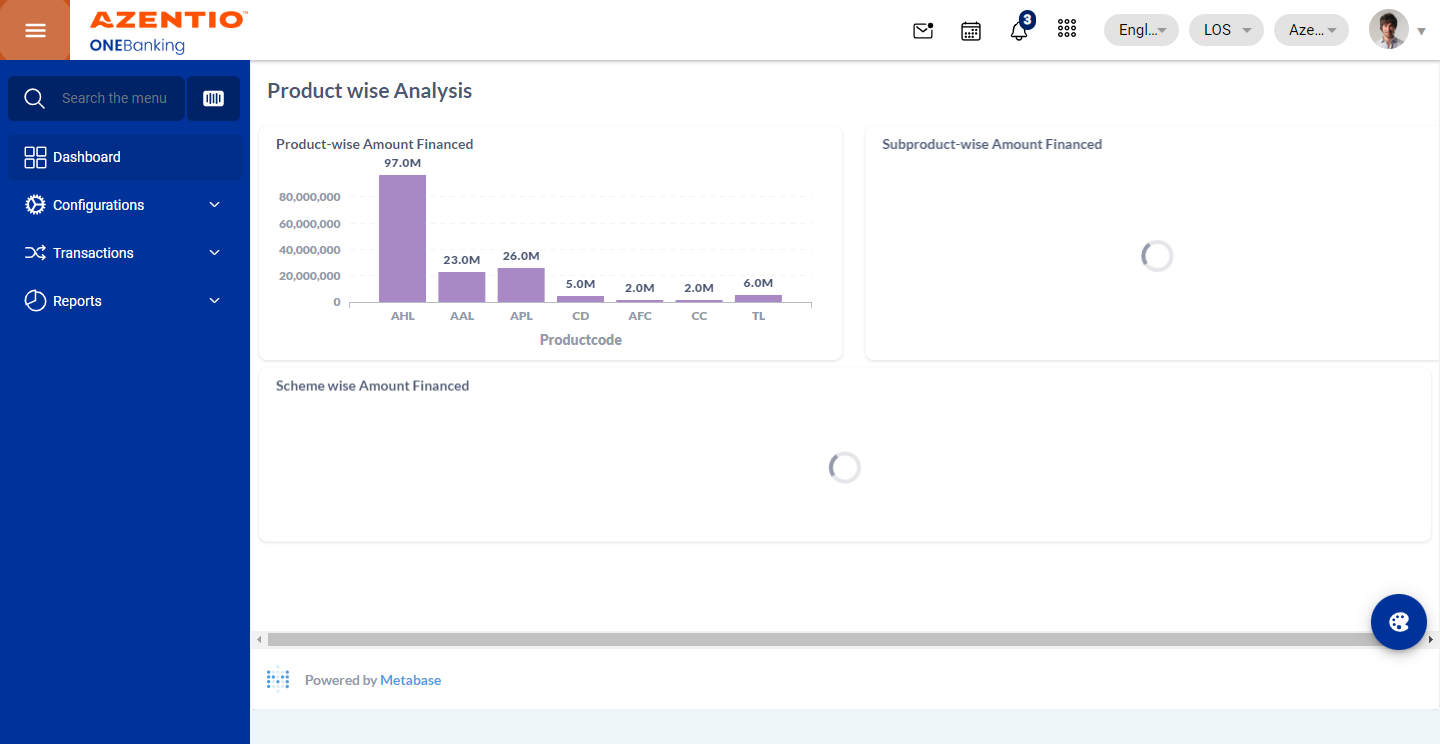 AZENTIO™
ONEBanking
3
Engl...
LOS
Aze...
Search the menu
Dashboard
Configurations
Transactions
Reports
Product wise Analysis
Product-wise Amount Financed
97.0M
80,000,000
60,000,000
40,000,000
20,000,000
0
23.0M
26.0M
5.0M
2.0M
2.0M
6.0M
AHL
AAL
APL
CD
AFC
CC
TL
Productcode
Subproduct-wise Amount Financed
Scheme wise Amount Financed
Powered by Metabase